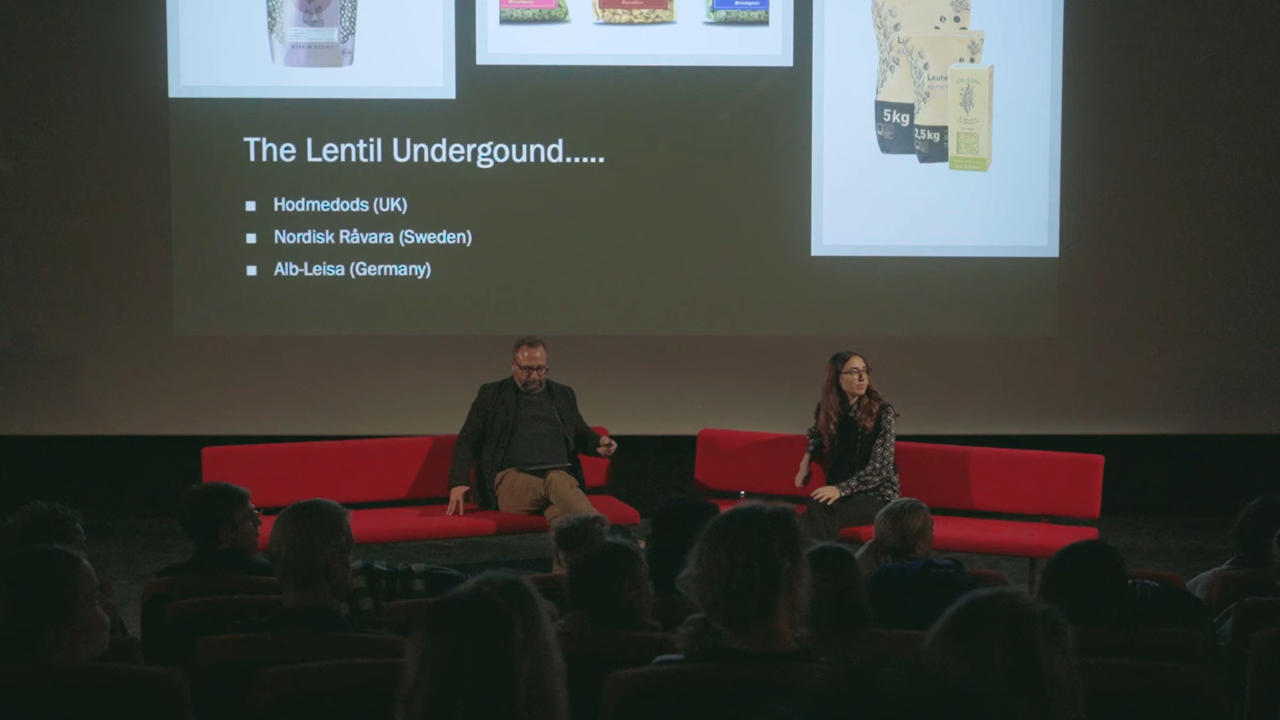 The Lentil Undergound.....
Hodmedods (UK)
Nordisk Råvara (Sweden)
Alb-Leisa (Germany)
5kg
2,5kg